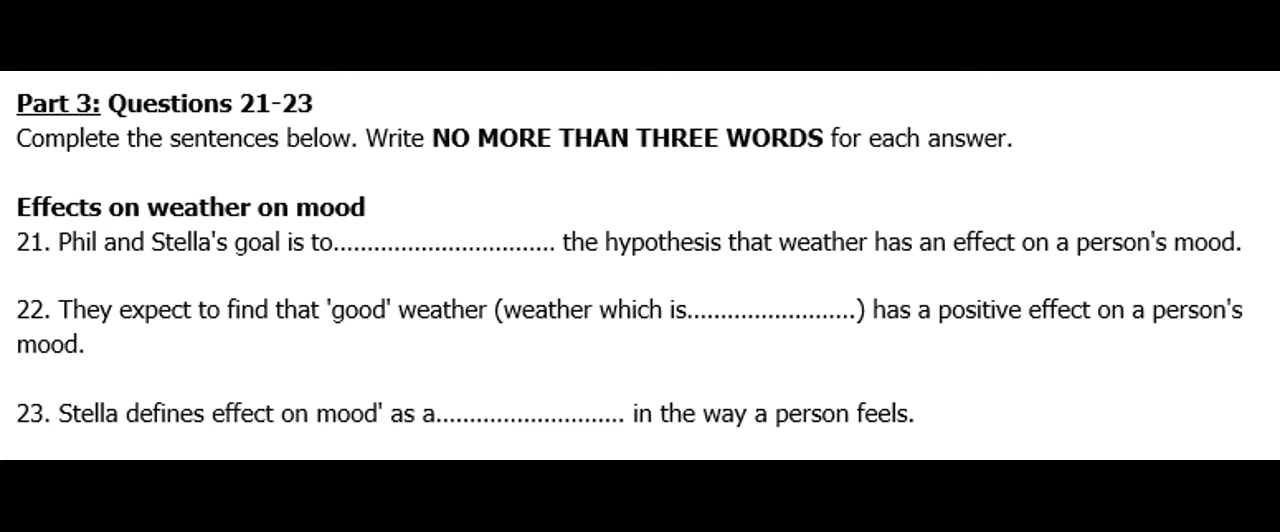 Part 3: Questions 21-23
Complete the sentences below. Write NO MORE THAN THREE WORDS for each answer.
Effects on weather on mood
21. Phil and Stella's goal is to................................. the hypothesis that weather has an effect on a person's mood.
22. They expect to find that 'good' weather (weather which is.........................) has a positive effect on a person's
mood.
23. Stella defines effect on mood' as a............................ in the way a person feels.